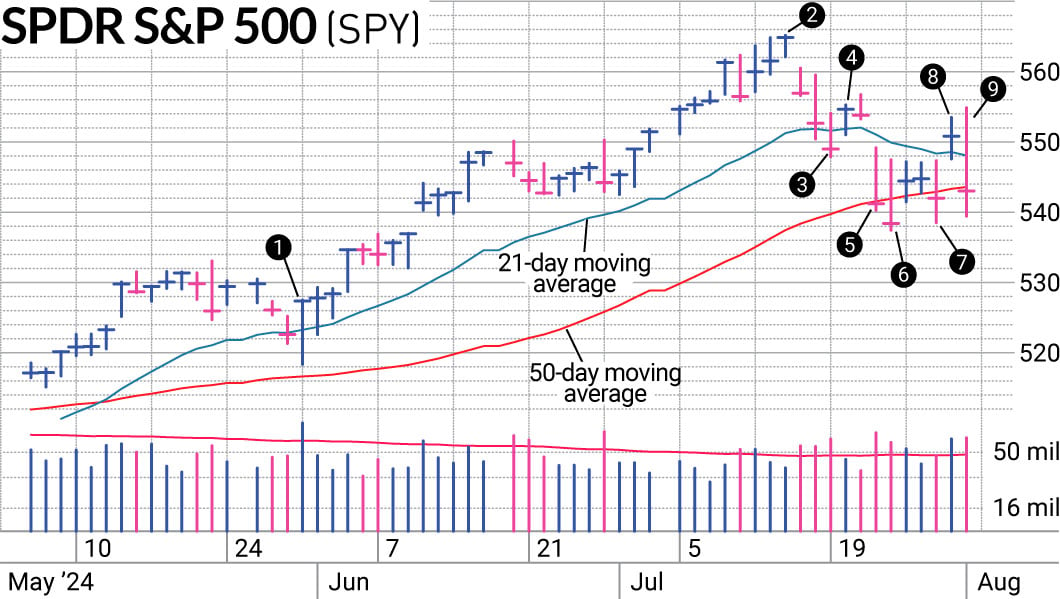 SPDR S&P 500 (SPY)
2
4
8
9
560
550
3
1
5
6
7
540
21-day moving
average
530
520
50-day moving
average
50 mil
16 mil
10
24
7
21
5
19
May ’24
Jun
Jul
Aug